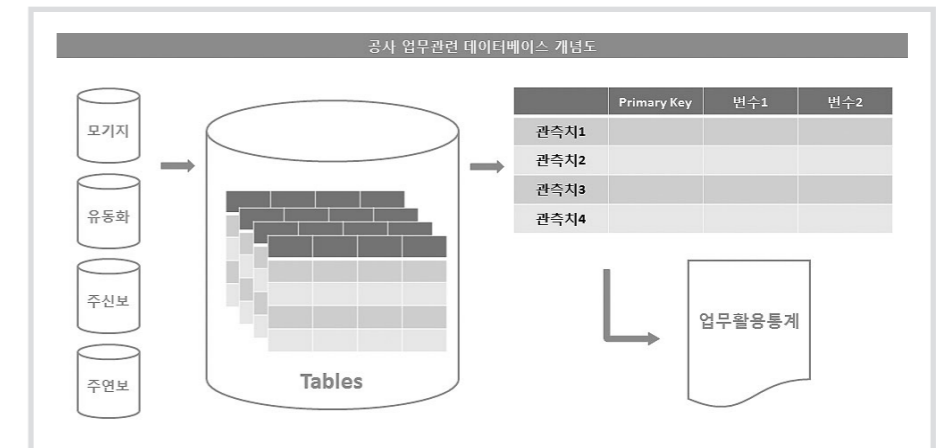 공사 업무관련 데이터베이스 개념도
모기지
유동화
주신보
주연보
Tables
Primary Key 변수1 변수2
관측치1
관측치2
관측치3
관측치4
업무활용통계